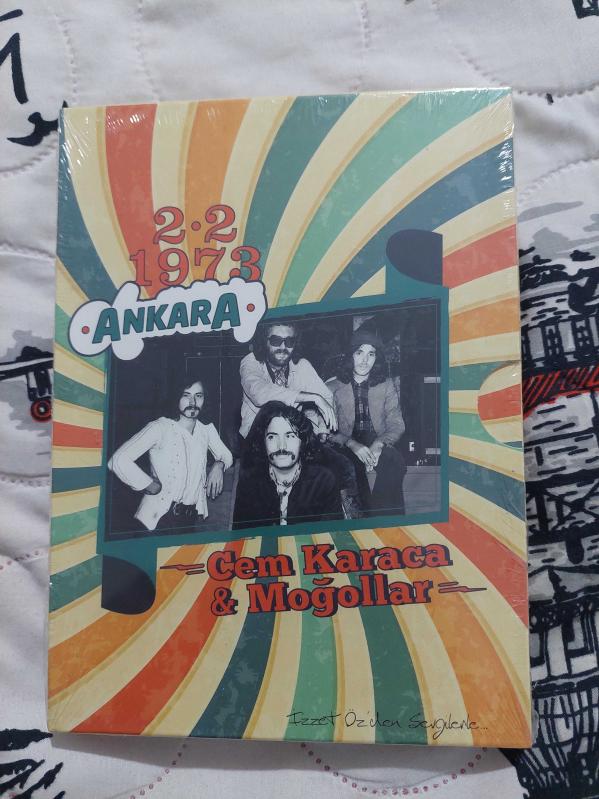 2·2
1973
·ANKARA·
Cem Karaca
& Moğollar
İzzet Öz'den Sevgilerle...